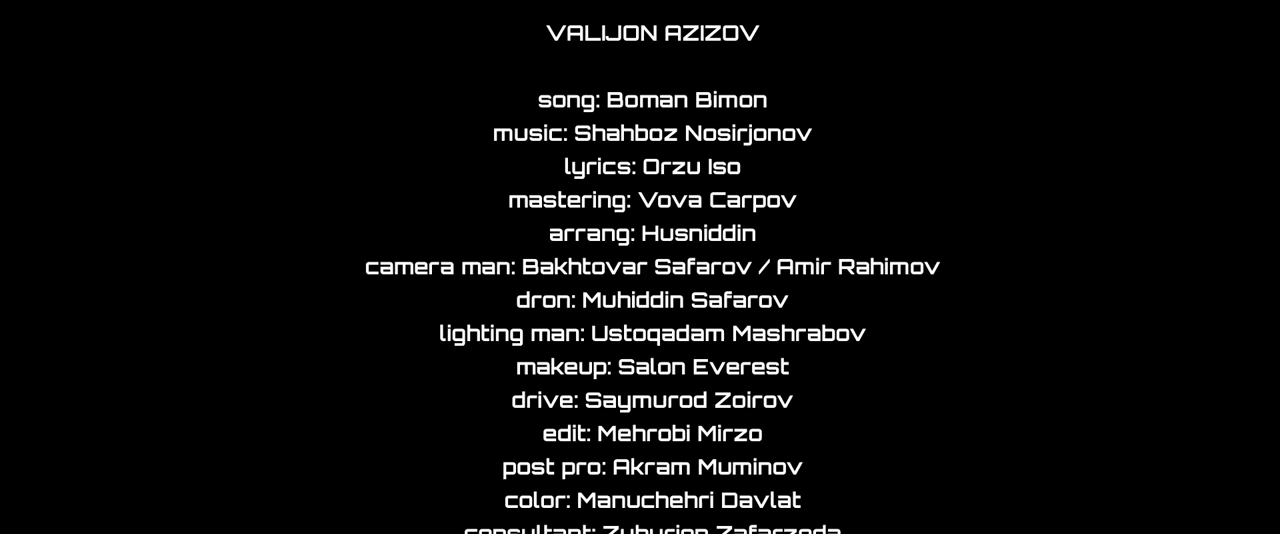 VALIJON AZIZOV
song: Boman Bimon
music: Shahboz Nosirjonov
lyrics: Orzu Iso
mastering: Vova Carpov
arrang: Husniddin
camera man: Bakhtovar Safarov / Amir Rahimov
dron: Muhiddin Safarov
lighting man: Ustoqadam Mashrabov
makeup: Salon Everest
drive: Saymurod Zoirov
edit: Mehrobi Mirzo
post pro: Akram Muminov
color: Manuchehri Davlat
consultant: Zafarzoda